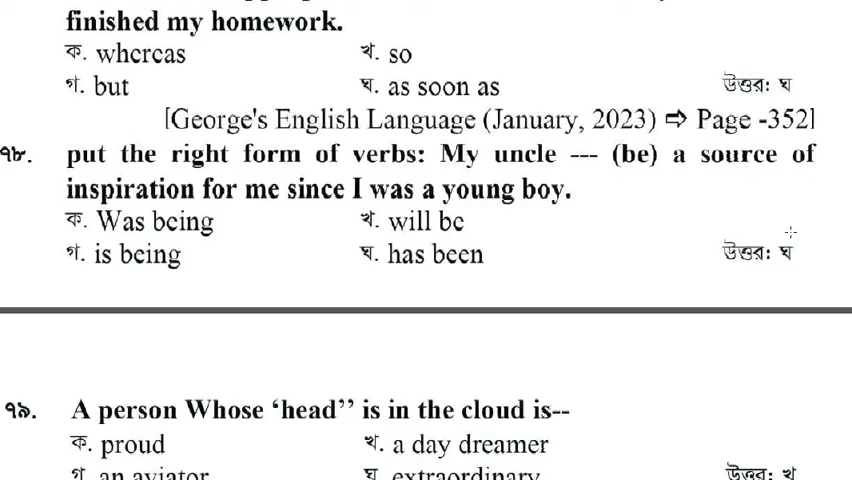 finished my homework.
ক. whereas খ. so
গ. but ঘ. as soon as উত্তর: ঘ
[George's English Language (January, 2023) ⇨ Page -352]
৭৮. put the right form of verbs: My uncle --- (be) a source of
inspiration for me since I was a young boy.
ক. Was being খ. will be
গ. is being ঘ. has been উত্তর: ঘ
৭৯. A person Whose ‘head’’ is in the cloud is--
ক. proud খ. a day dreamer
গ. an aviator ঘ. extraordinary উত্তর: খ